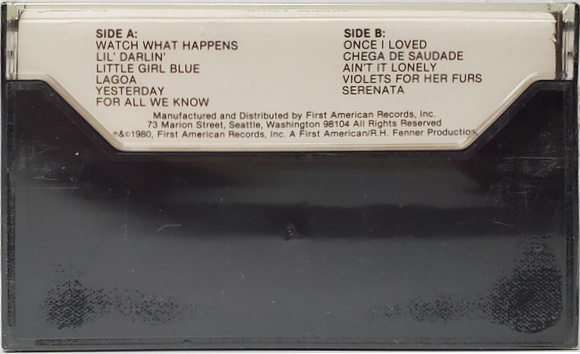 SIDE A:
WATCH WHAT HAPPENS
LIL' DARLIN'
LITTLE GIRL BLUE
LAGOA
YESTERDAY
FOR ALL WE KNOW
SIDE B:
ONCE I LOVED
CHEGA DE SAUDADE
AIN'T IT LONELY
VIOLETS FOR HER FURS
SERENATA
Manufactured and Distributed by First American Records, Inc.
73 Marion Street, Seattle, Washington 98104 All Rights Reserved
℗&©1980, First American Records, Inc. A First American/R.H. Fenner Production